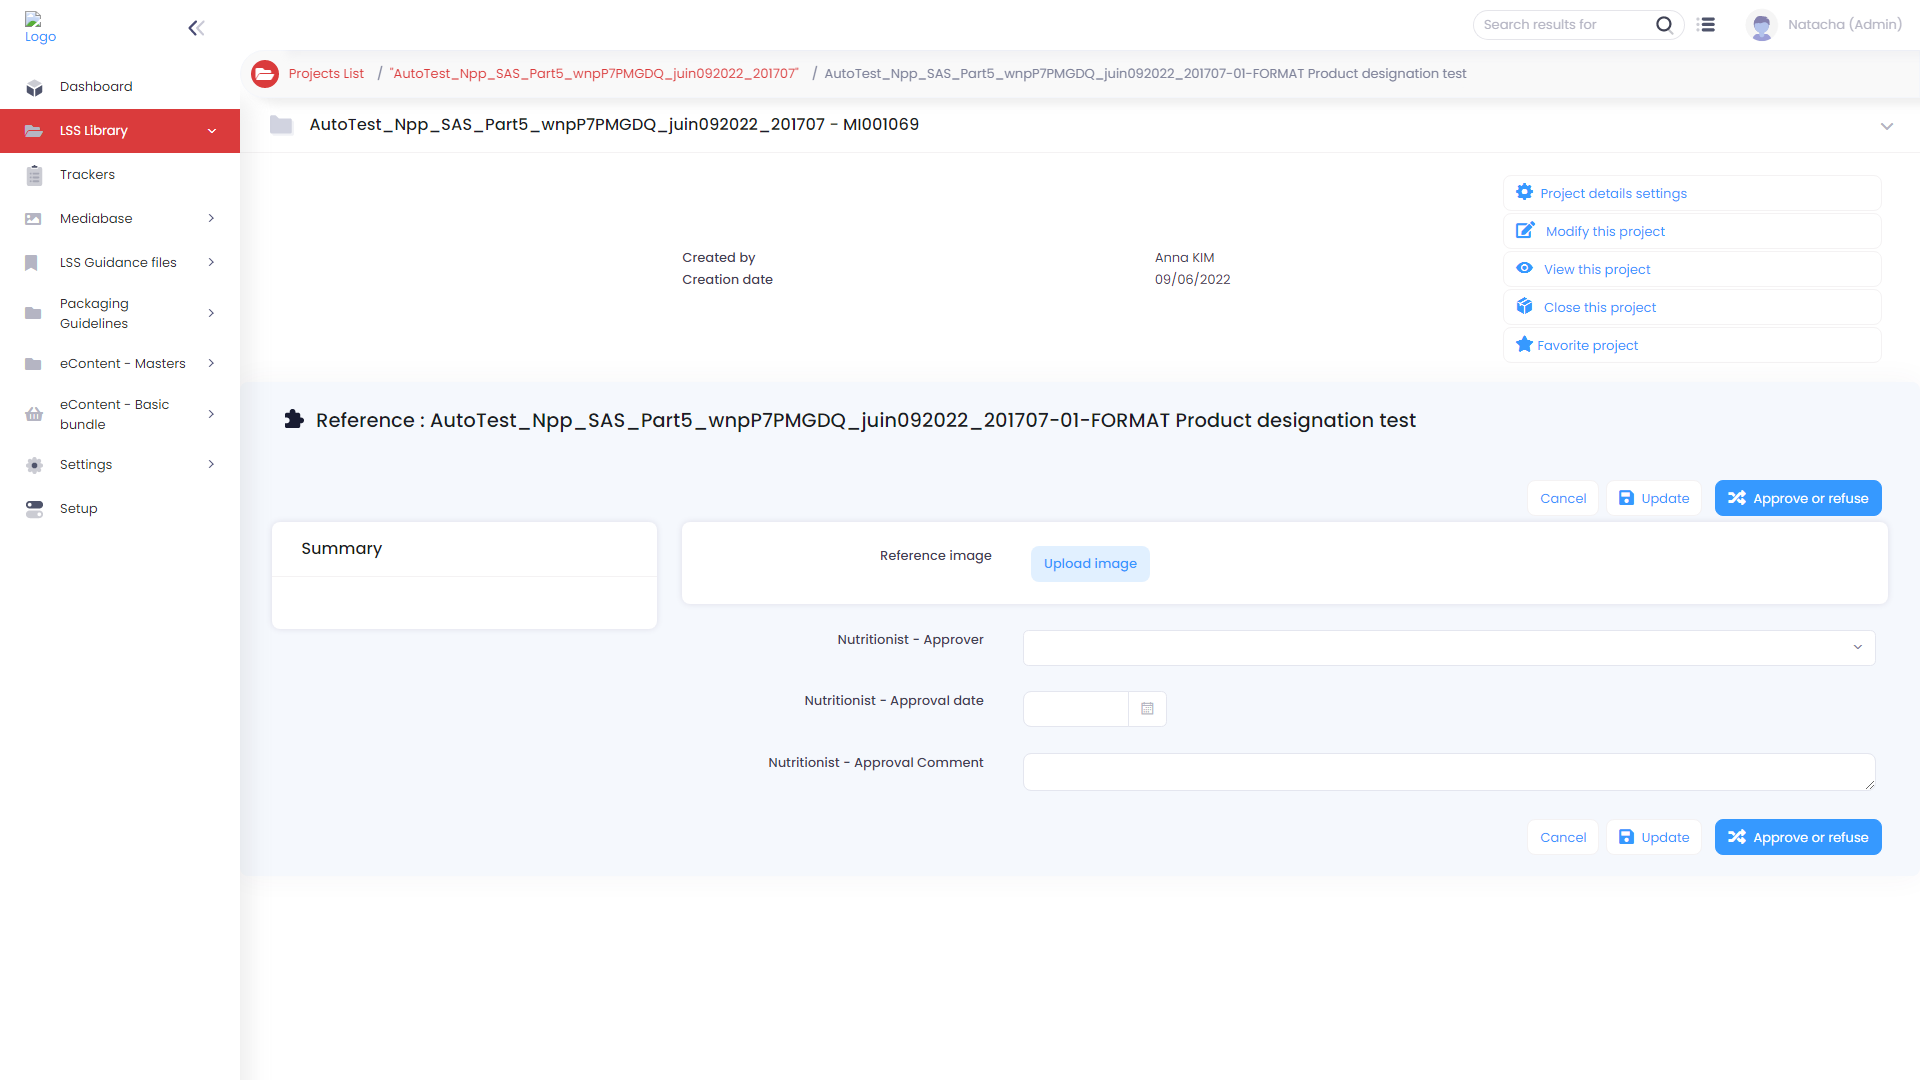 Logo
Search results for
Natacha (Admin)
Projects List / "AutoTest_Npp_SAS_Part5_wnpP7PMGDQ_juin092022_201707" / AutoTest_Npp_SAS_Part5_wnpP7PMGDQ_juin092022_201707-01-FORMAT Product designation test
Dashboard
LSS Library
Trackers
Mediabase
LSS Guidance files
Packaging
Guidelines
eContent - Masters
eContent - Basic
bundle
Settings
Setup
AutoTest_Npp_SAS_Part5_wnpP7PMGDQ_juin092022_201707 - MI001069
Created by Anna KIM
Creation date 09/06/2022
Project details settings
Modify this project
View this project
Close this project
Favorite project
Reference : AutoTest_Npp_SAS_Part5_wnpP7PMGDQ_juin092022_201707-01-FORMAT Product designation test
Cancel Update Approve or refuse
Summary
Reference image Upload image
Nutritionist - Approver
Nutritionist - Approval date
Nutritionist - Approval Comment
Cancel Update Approve or refuse